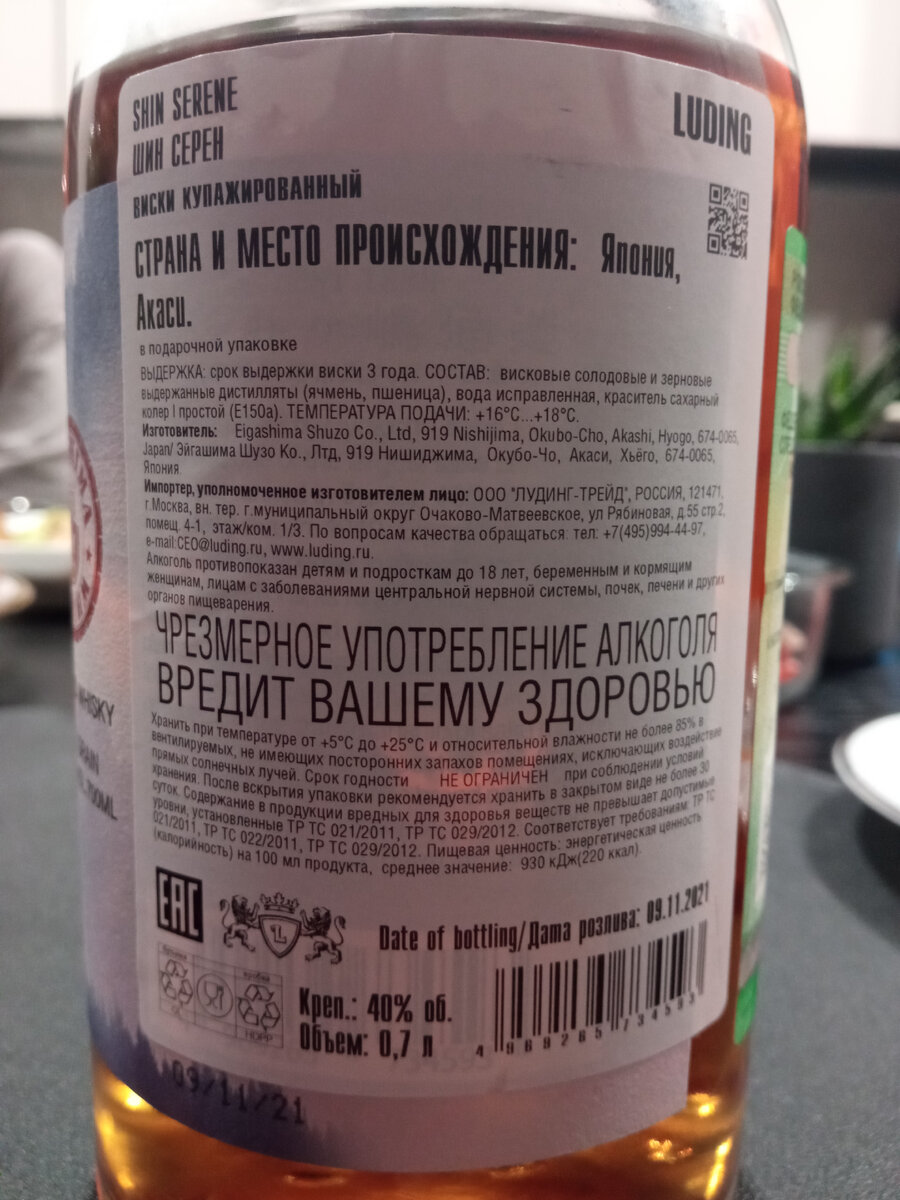 SHIN SERENE
LUDING
ШИН СЕРЕН
ВИСКИ КУПАЖИРОВАННЫЙ
СТРАНА И МЕСТО ПРОИСХОЖДЕНИЯ: Япония,
Акаси.
в подарочной упаковке
ВЫДЕРЖКА: срок выдержки виски 3 года. СОСТАВ: висковые солодовые и зерновые
выдержанные дистилляты (ячмень, пшеница), вода исправленная, краситель сахарный
колер I простой (Е150а). ТЕМПЕРАТУРА ПОДАЧИ: +16°С...+18°С.
Изготовитель: Eigashima Shuzo Co., Ltd, 919 Nishijima, Okubo-Cho, Akashi, Hyogo, 674-0065,
Japan/ Эйгашима Шузо Ко., Лтд, 919 Нишиджима, Окубо-Чо, Акаси, Хьёго, 674-0065,
Япония
Импортер, уполномоченное изготовителем лицо: ООО "ЛУДИНГ-ТРЕЙД", РОССИЯ, 121471,
г.Москва, вн. тер. г.муниципальный округ Очаково-Матвеевское, ул Рябиновая, д.55 стр.2,
помещ. 4-1, этаж/ком. 1/3. По вопросам качества обращаться: тел: +7(495)994-44-97,
e-mail:CEO@luding.ru, www.luding.ru.
Алкоголь противопоказан детям и подросткам до 18 лет, беременным и кормящим
женщинам, лицам с заболеваниями центральной нервной системы, почек, печени и других
органов пищеварения.
ЧРЕЗМЕРНОЕ УПОТРЕБЛЕНИЕ АЛКОГОЛЯ
ВРЕДИТ ВАШЕМУ ЗДОРОВЬЮ
Хранить при температуре от +5°С до +25°С и относительной влажности не более 85% в
вентилируемых, не имеющих посторонних запахов помещениях, исключающих воздействие
прямых солнечных лучей. Срок годности НЕ ОГРАНИЧЕН при соблюдении условий
хранения. После вскрытия упаковки рекомендуется хранить в закрытом виде не более 30
суток. Содержание в продукции вредных для здоровья веществ не превышает допустимые
уровни, установленные ТР ТС 021/2011, ТР ТС 029/2012. Соответствует требованиям: ТР ТС
021/2011, ТР ТС 022/2011, ТР ТС 029/2012. Пищевая ценность: энергетическая ценность
(калорийность) на 100 мл продукта, среднее значение: 930 кДж(220 ккал).
EAC
Date of bottling/Дата розлива: 09.11.2021
Креп.: 40% об.
Объем: 0,7 л
4 969265 734593
WHISKY
700ML
09/11/21